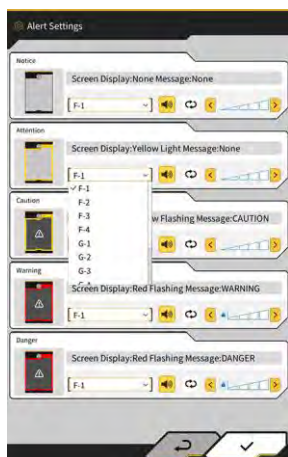 Alert Settings
Notice
Screen Display:None Message:None
F-1
Attention
Screen Display:Yellow Light Message:None
F-1
✓ F-1
F-2
F-3
F-4
G-1
G-2
G-3
Caution
w Flashing Message:CAUTION
Warning
Screen Display:Red Flashing Message:WARNING
F-1
Danger
Screen Display:Red Flashing Message:DANGER
F-1